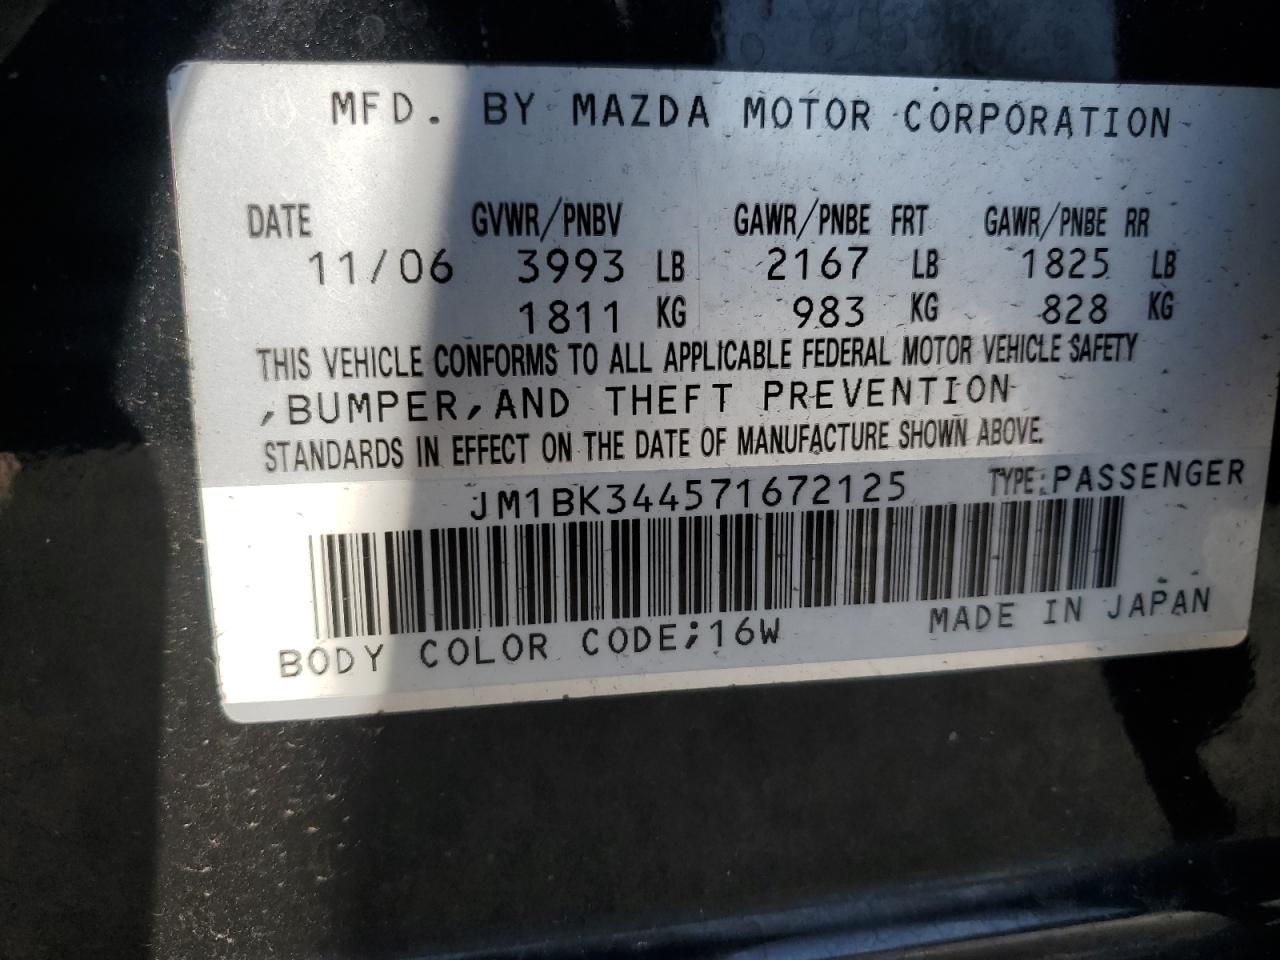 MFD. BY MAZDA MOTOR CORPORATION
DATE GVWR/PNBV GAWR/PNBE FRT GAWR/PNBE RR
11/06 3993 LB 2167 LB 1825 LB
1811 KG 983 KG 828 KG
THIS VEHICLE CONFORMS TO ALL APPLICABLE FEDERAL MOTOR VEHICLE SAFETY
,BUMPER,AND THEFT PREVENTION
STANDARDS IN EFFECT ON THE DATE OF MANUFACTURE SHOWN ABOVE.
JM1BK344571672125 TYPE:PASSENGER
BODY COLOR CODE;16W MADE IN JAPAN